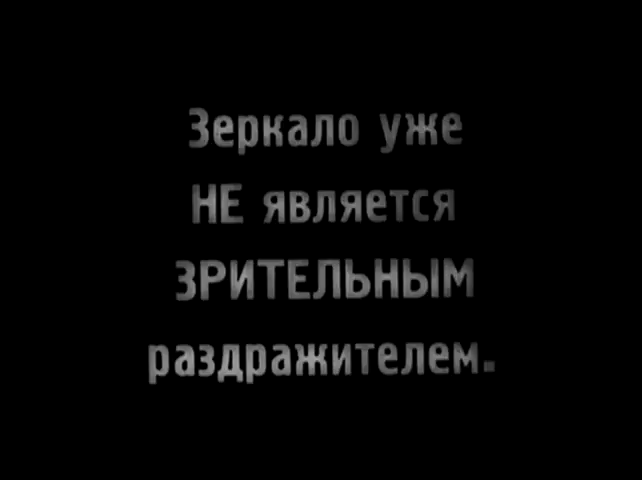 Зеркало уже
НЕ является
ЗРИТЕЛЬНЫМ
раздражителем.